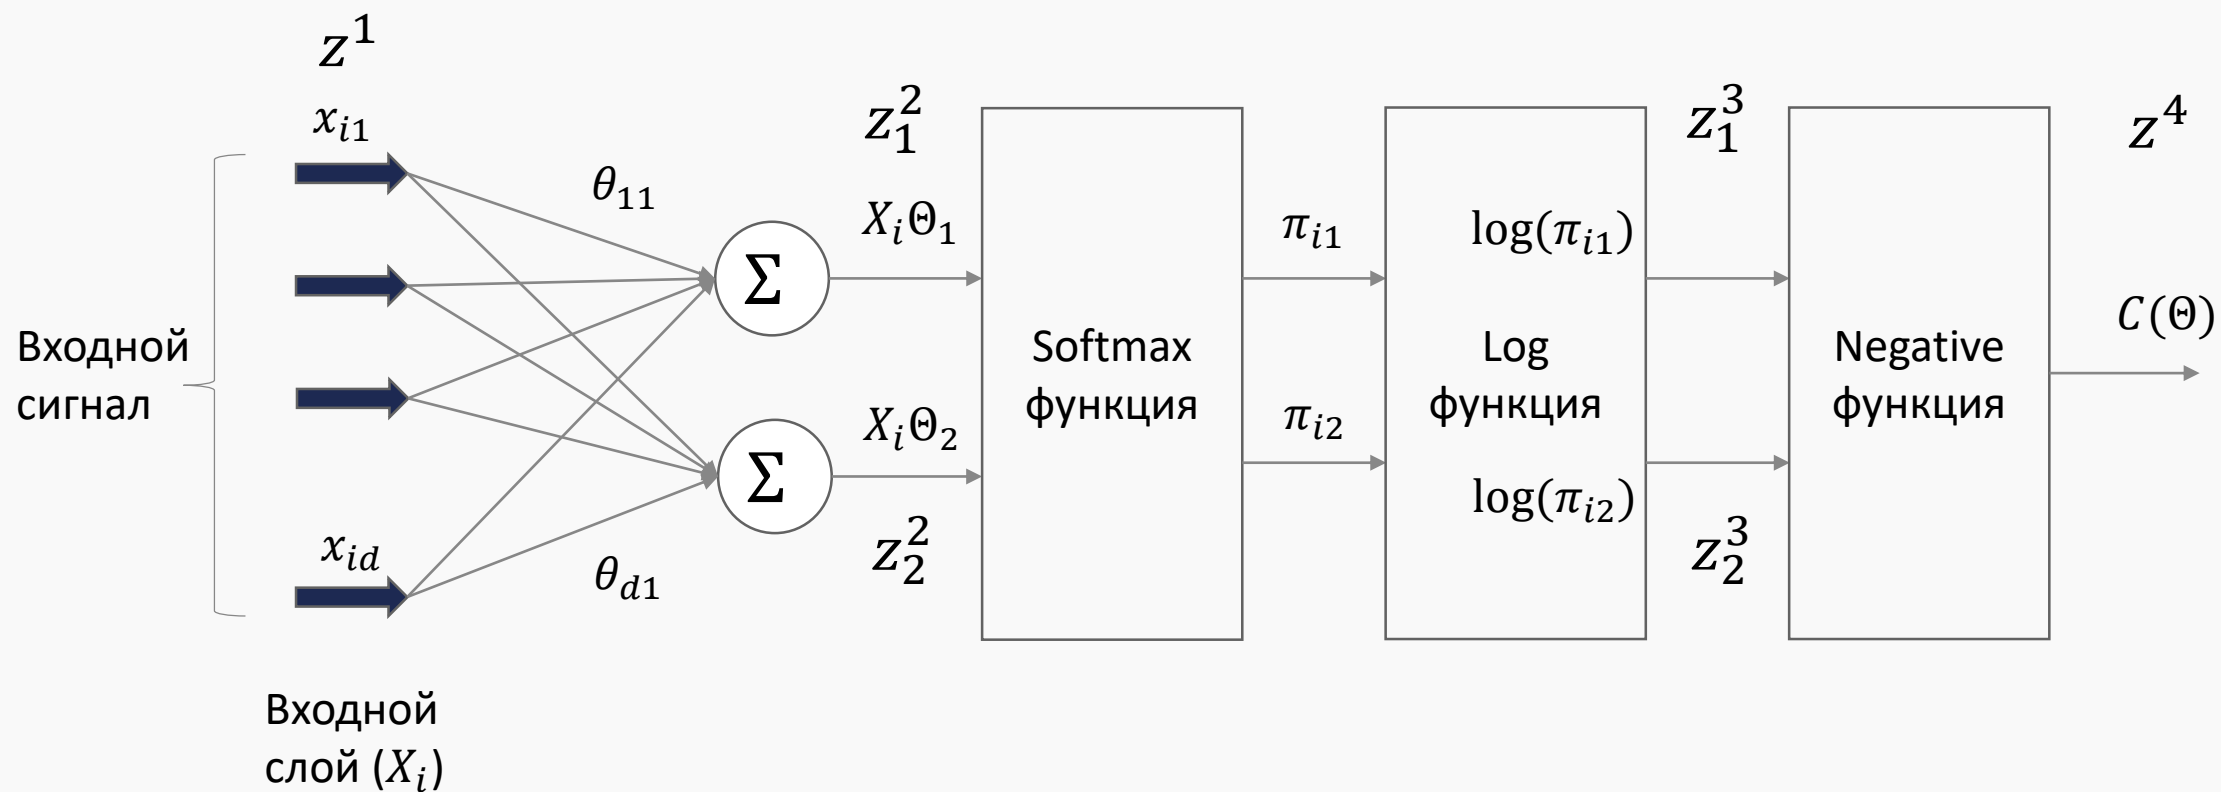 z^1
x_{i1}
θ_{11}
Σ
Σ
θ_{d1}
x_{id}
Входной
сигнал
Входной
слой (X_i)
z_1^2
X_iΘ_1
X_iΘ_2
z_2^2
Softmax
функция
π_{i1}
π_{i2}
log(π_{i1})
Log
функция
log(π_{i2})
z_1^3
z_2^3
Negative
функция
z^4
C(Θ)